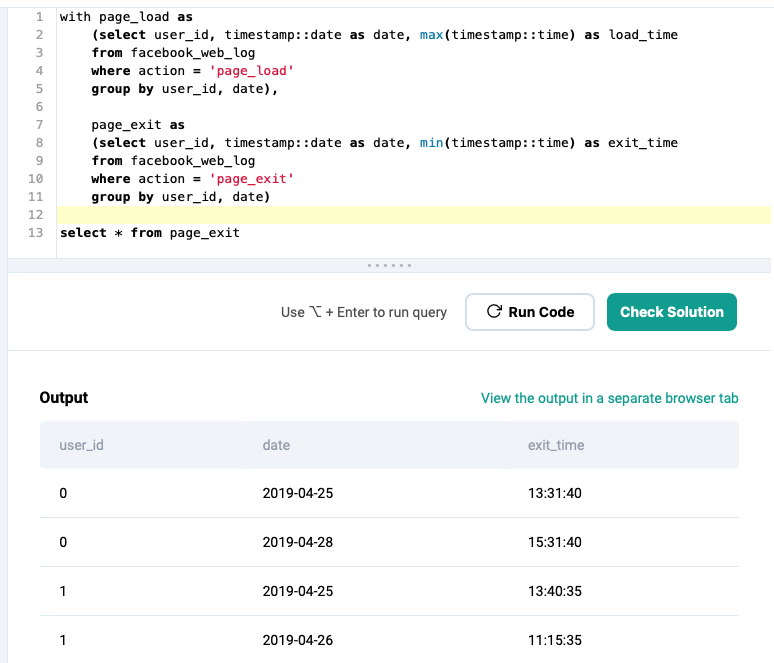 1 with page_load as
2 (select user_id, timestamp::date as date, max(timestamp::time) as load_time
3 from facebook_web_log
4 where action = 'page_load'
5 group by user_id, date),
6
7 page_exit as
8 (select user_id, timestamp::date as date, min(timestamp::time) as exit_time
9 from facebook_web_log
10 where action = 'page_exit'
11 group by user_id, date)
12
13 select * from page_exit
Use ⌥ + Enter to run query Run Code Check Solution
Output View the output in a separate browser tab
user_id date exit_time
0 2019-04-25 13:31:40
0 2019-04-28 15:31:40
1 2019-04-25 13:40:35
1 2019-04-26 11:15:35